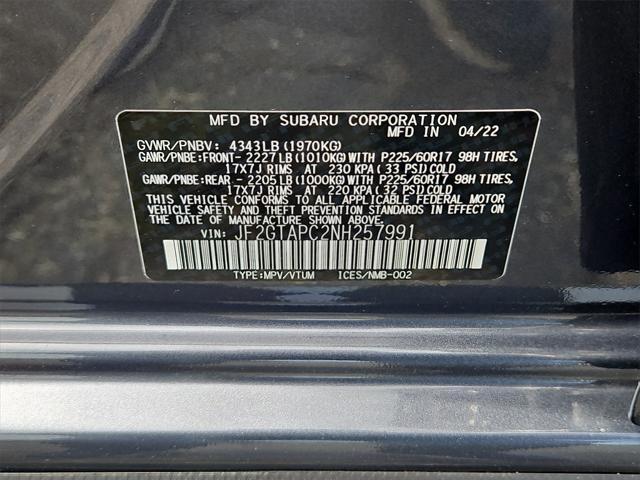 MFD BY SUBARU CORPORATION
MFD IN 04/22
GVWR/PNBV: 4343LB (1970KG)
GAWR/PNBE:FRONT- 2227LB (1010KG) WITH P225/60R17 98H TIRES,
17X7J RIMS AT 230 KPA (33 PSI) COLD
GAWR/PNBE:REAR - 2205LB (1000KG) WITH P225/60R17 98H TIRES,
17X7J RIMS AT 220 KPA (32 PSI) COLD
THIS VEHICLE CONFORMS TO ALL APPLICABLE FEDERAL MOTOR
VEHICLE SAFETY AND THEFT PREVENTION STANDARDS IN EFFECT
ON THE DATE OF MANUFACTURE SHOWN ABOVE.
VIN: JF2GTAPC2NH257991
TYPE:MPV/VTUM ICES/NMB-002